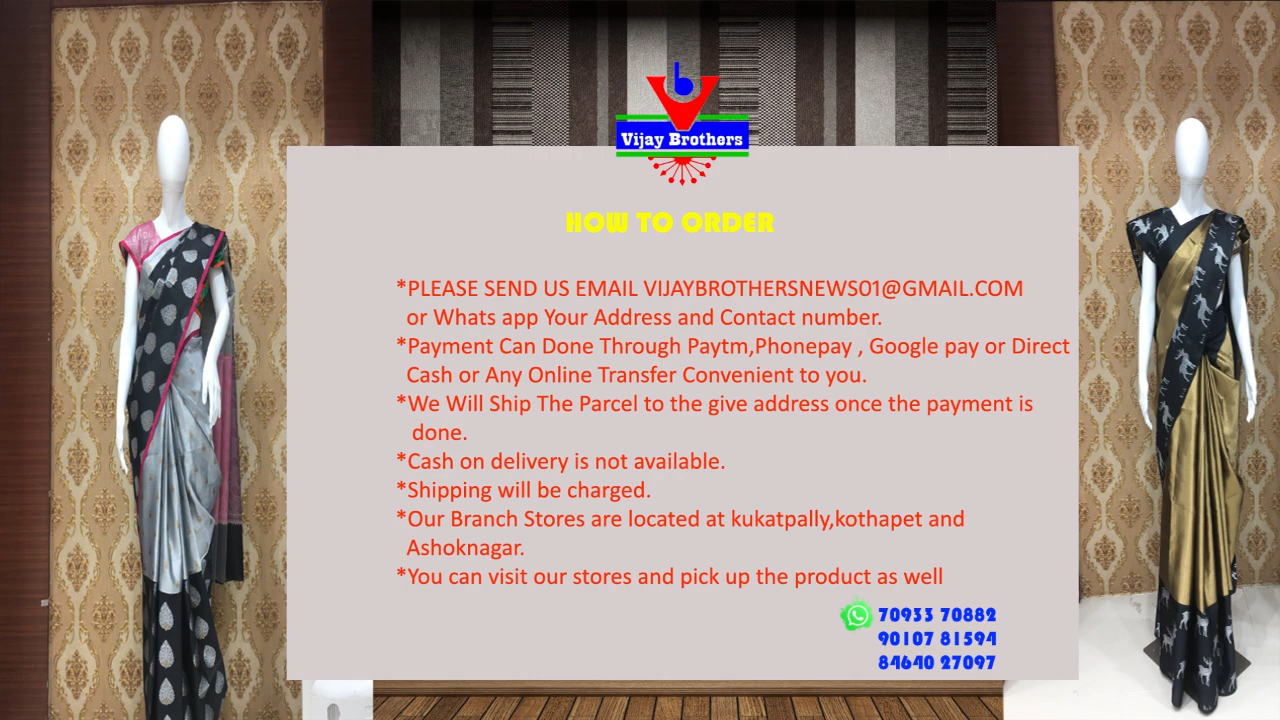 b
Vijay Brothers
HOW TO ORDER
*PLEASE SEND US EMAIL VIJAYBROTHERSNEWS01@GMAIL.COM
or Whats app Your Address and Contact number.
*Payment Can Done Through Paytm,Phonepay , Google pay or Direct
Cash or Any Online Transfer Convenient to you.
*We Will Ship The Parcel to the give address once the payment is
done.
*Cash on delivery is not available.
*Shipping will be charged.
*Our Branch Stores are located at kukatpally,kothapet and
Ashoknagar.
*You can visit our stores and pick up the product as well
70933 70882
90107 81594
84640 27097